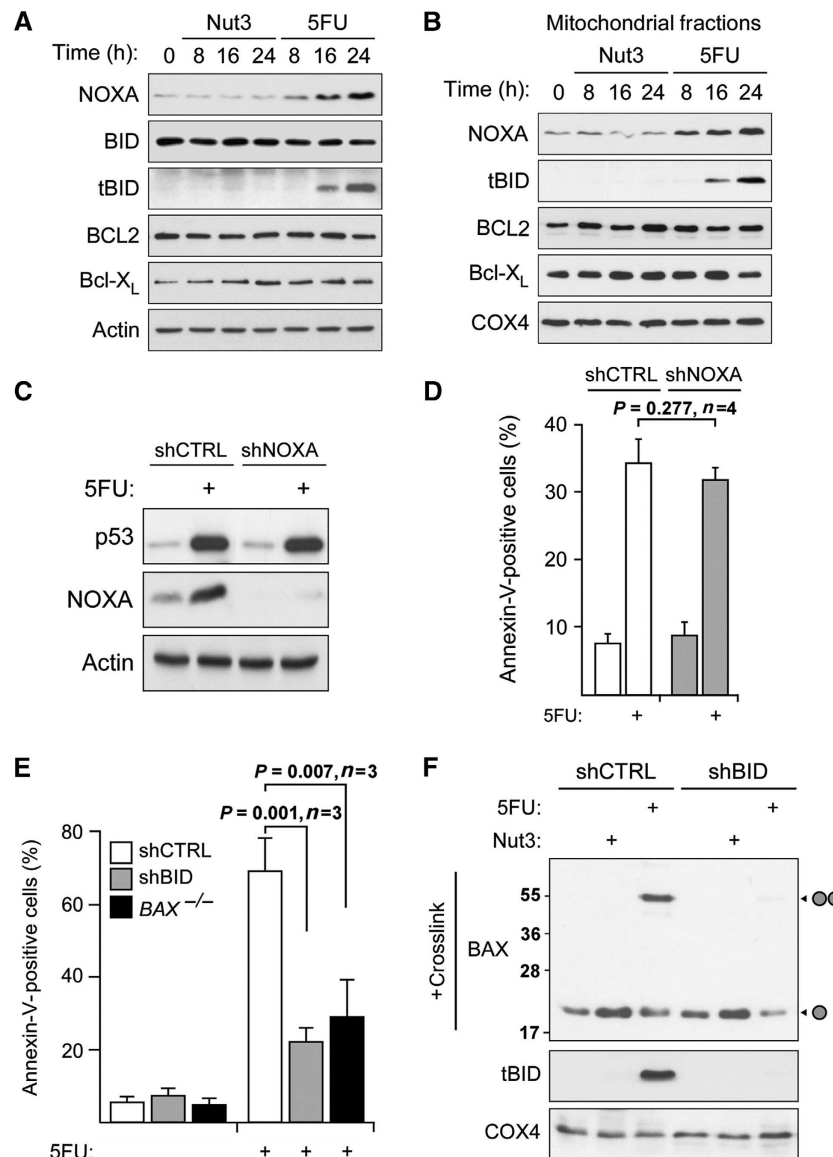 A
Nut3 5FU
Time (h): 0 8 16 24 8 16 24
NOXA
BID
tBID
BCL2
Bcl-XL
Actin
B
Mitochondrial fractions
Nut3 5FU
Time (h): 0 8 16 24 8 16 24
NOXA
tBID
BCL2
Bcl-XL
COX4
C
shCTRL shNOXA
5FU: + +
p53
NOXA
Actin
D
shCTRL shNOXA
P = 0.277, n=4
Annexin-V-positive cells (%)
40
30
20
10
5FU: + +
E
P = 0.007, n=3
P = 0.001, n=3
Annexin-V-positive cells (%)
80
60
40
20
shCTRL
shBID
BAX −/−
5FU: + + +
F
shCTRL shBID
5FU: + +
Nut3: + +
+Crosslink
BAX
55
36
28
17
tBID
COX4